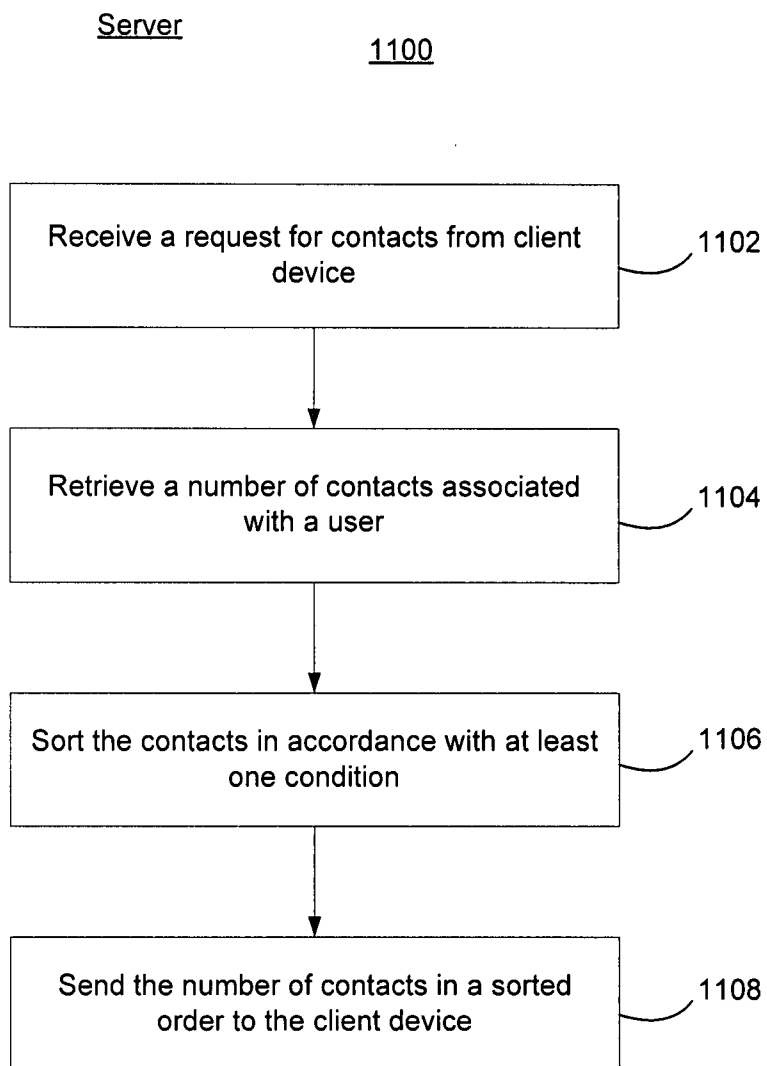 Server
1100
Receive a request for contacts from client
device
1102
Retrieve a number of contacts associated
with a user
1104
Sort the contacts in accordance with at least
one condition
1106
Send the number of contacts in a sorted
order to the client device
1108